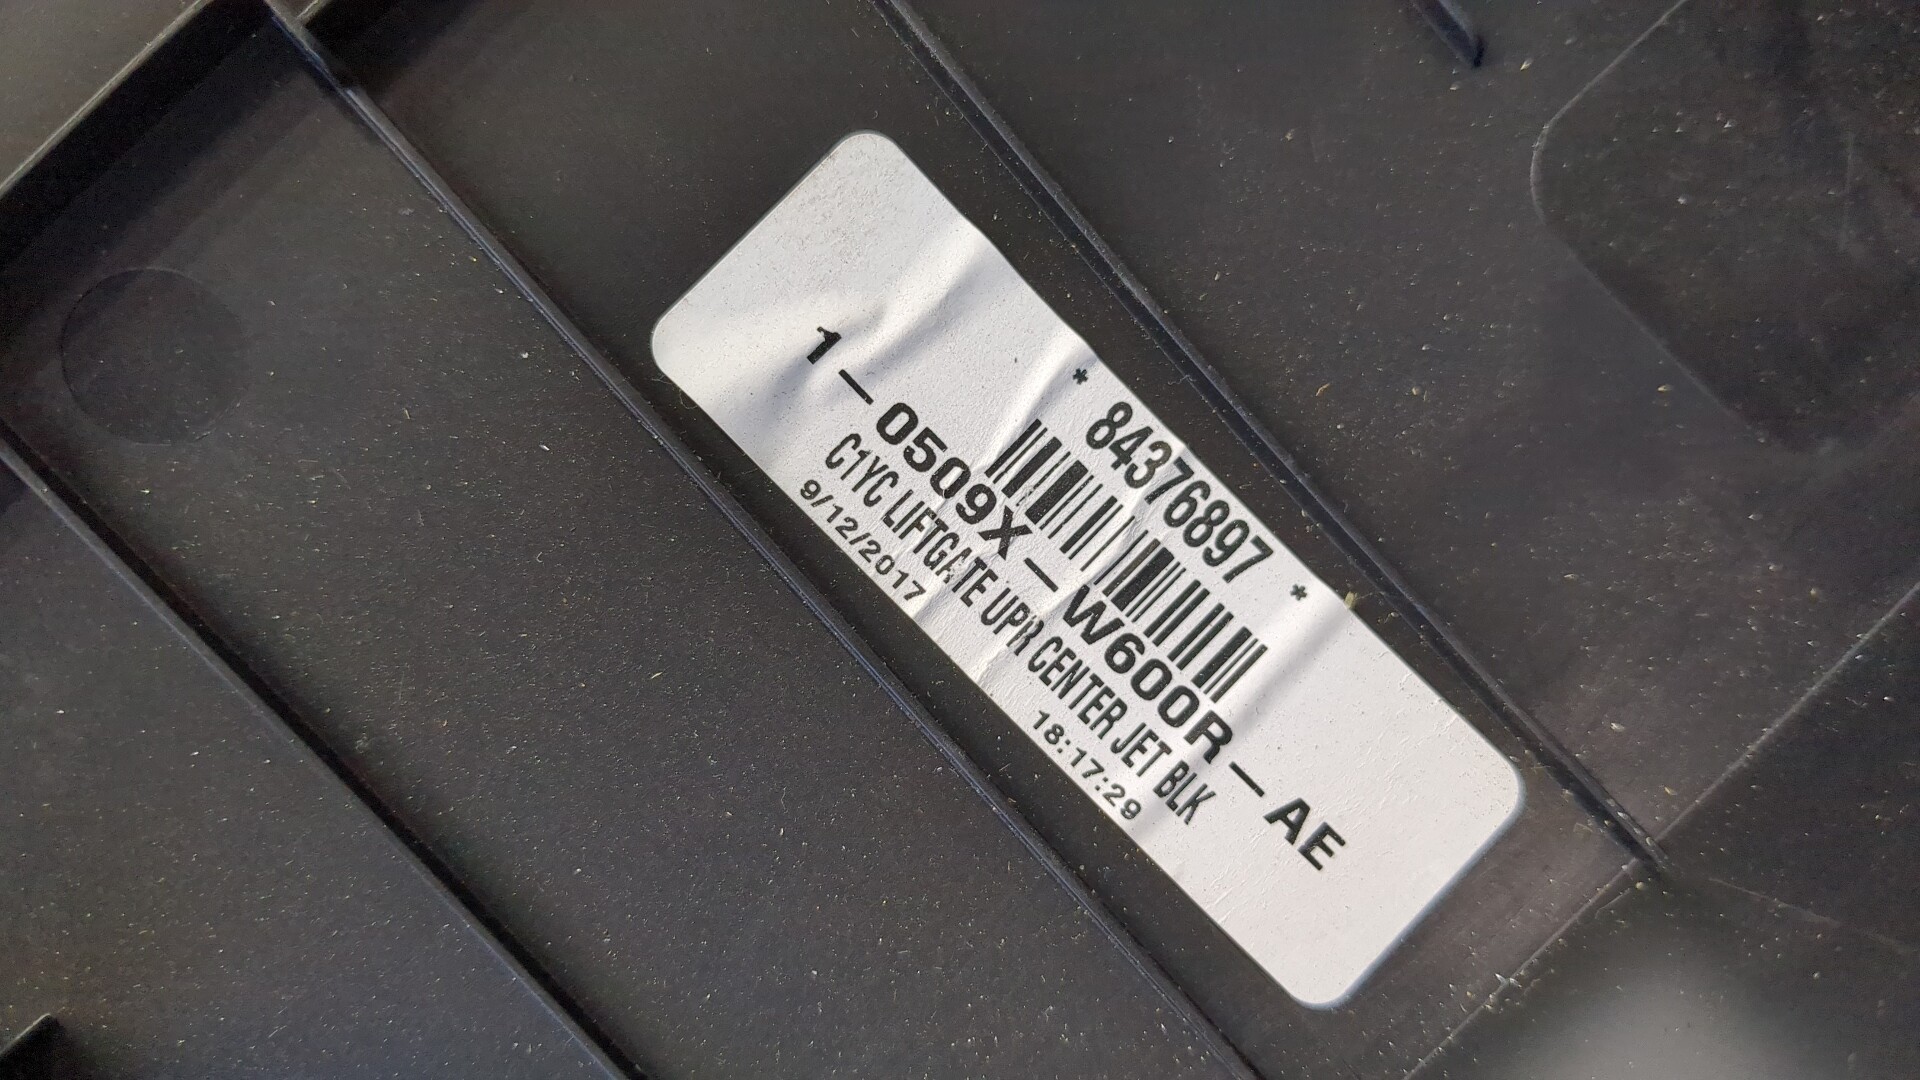 * 84376897 *
1-0509X-W600R-AE
C1YC LIFTGATE UPR CENTER JET BLK
9/12/2017 18:17:29